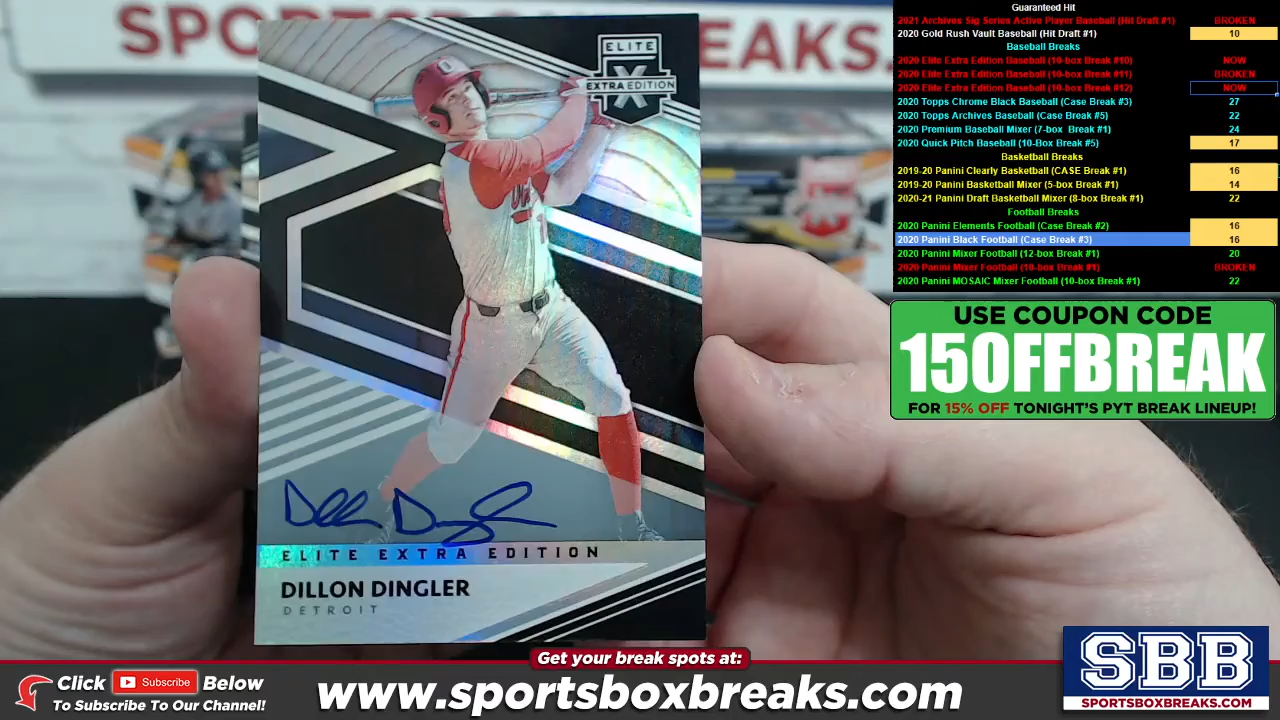 SPORTS BREAKS.
ELITE
EXTRA EDITION
X
ELITE EXTRA EDITION
DILLON DINGLER
DETROIT
Guaranteed Hit
2021 Archives Sig Series Active Player Baseball (Hit Draft #1) BROKEN
2020 Gold Rush Vault Baseball (Hit Draft #1) 10
Baseball Breaks
2020 Elite Extra Edition Baseball (10-box Break #10) NOW
2020 Elite Extra Edition Baseball (10-box Break #11) BROKEN
2020 Elite Extra Edition Baseball (10-box Break #12) NOW
2020 Topps Chrome Black Baseball (Case Break #3) 27
2020 Topps Archives Baseball (Case Break #5) 22
2020 Premium Baseball Mixer (7-box Break #1) 24
2020 Quick Pitch Baseball (10-Box Break #5) 17
Basketball Breaks
2019-20 Panini Clearly Basketball (CASE Break #1) 16
2019-20 Panini Basketball Mixer (5-box Break #1) 14
2020-21 Panini Draft Basketball Mixer (8-box Break #1) 22
Football Breaks
2020 Panini Elements Football (Case Break #2) 16
2020 Panini Black Football (Case Break #3) 16
2020 Panini Mixer Football (12-box Break #1) 20
2020 Panini Mixer Football (10-box Break #1) BROKEN
2020 Panini MOSAIC Mixer Football (10-box Break #1) 22
USE COUPON CODE
15OFFBREAK
FOR 15% OFF TONIGHT'S PYT BREAK LINEUP!
Get your break spots at:
Click Subscribe Below
To Subscribe To Our Channel!
www.sportsboxbreaks.com
SBB
SPORTSBOXBREAKS.COM